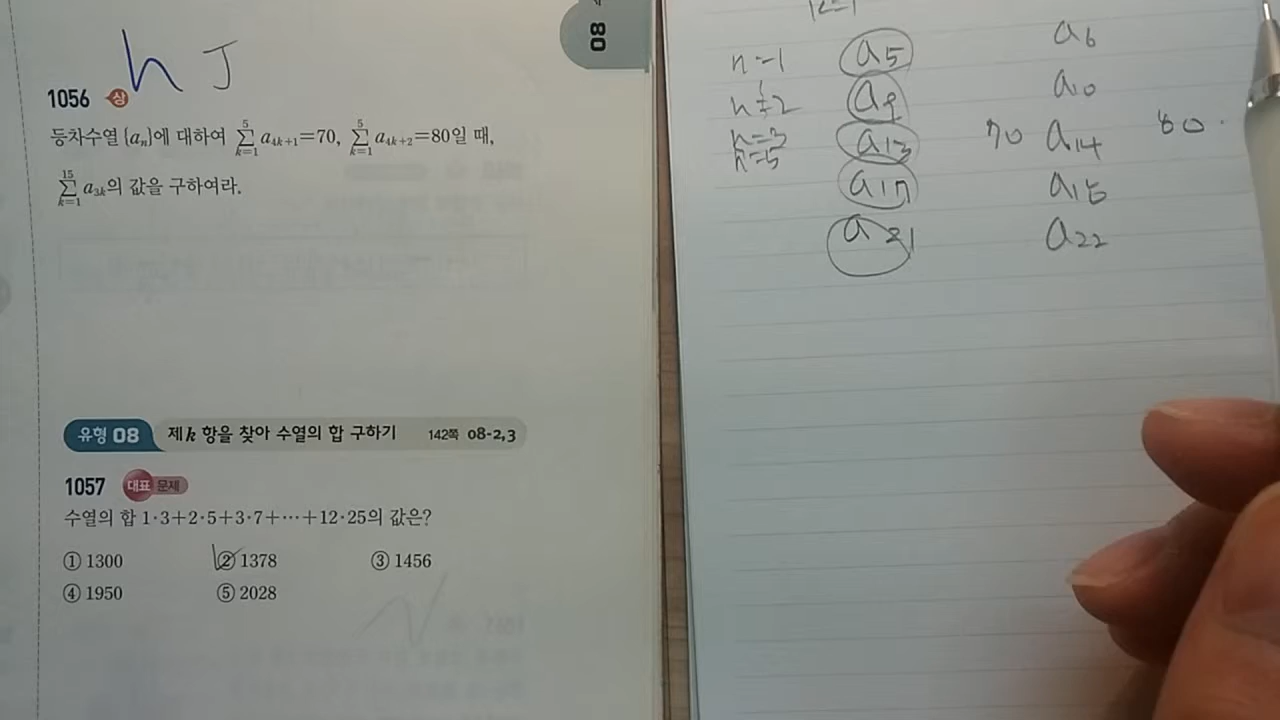 08
h J
1056 상
등차수열 {aₙ}에 대하여 ∑_{k=1}^{5} a_{4k+1}=70, ∑_{k=1}^{5} a_{4k+2}=80일 때,
∑_{k=1}^{15} a_{3k}의 값을 구하여라.
유형 08 제k항을 찾아 수열의 합 구하기 142쪽 08-2,3
1057 대표 문제
수열의 합 1·3+2·5+3·7+⋯+12·25의 값은?
① 1300 ② 1378 ③ 1456
④ 1950 ⑤ 2028
a₆
n=1 a₅
a₁₀
n=2 a₉
a₁₃ 70 a₁₄ 80
a₁₇ a₁₈
a₂₁ a₂₂